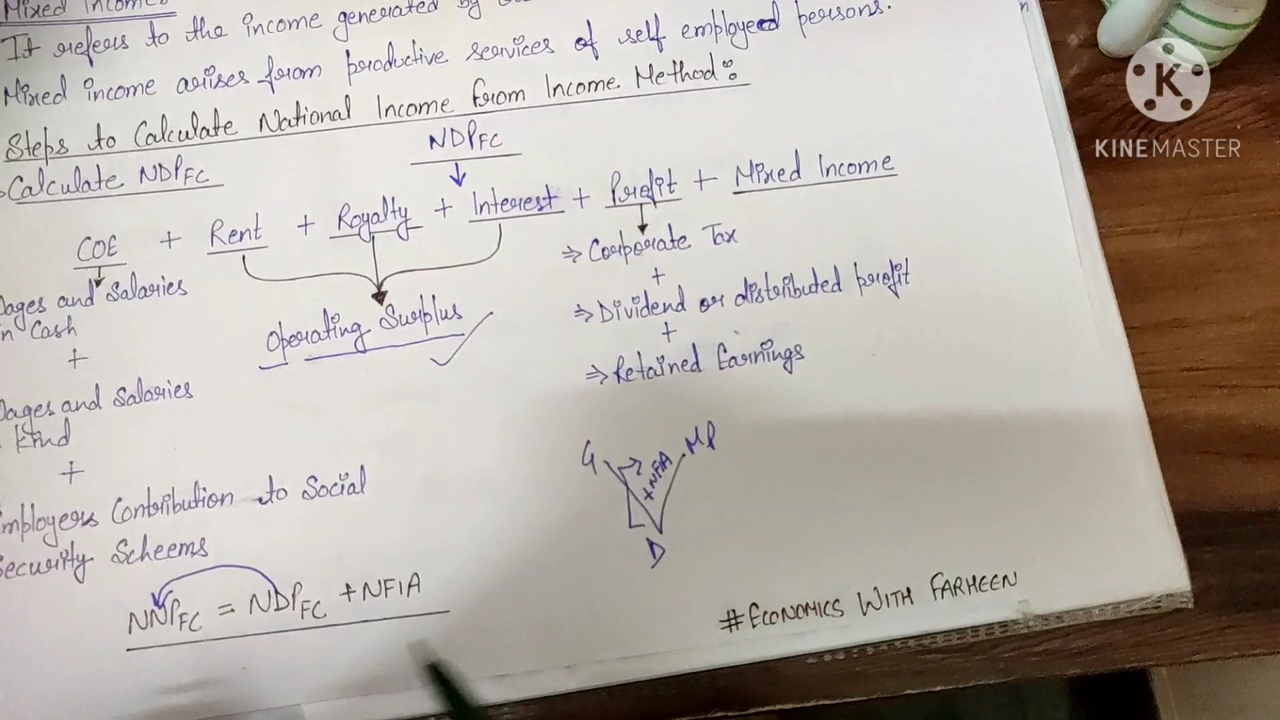 Mixed Income:
It refers to the income generated by
Mixed income arises from productive services of self employed persons.
Steps to Calculate National Income from Income Method:
Calculate NDPFC
NDPFC
COE + Rent + Royalty + Interest + Profit + Mixed Income
Wages and Salaries
in Cash
+
Wages and Salaries
Kind
+
Employers Contribution to Social
Security Scheems
Operating Surplus
⇒ Corporate Tax
+
⇒ Dividend or distributed profit
+
⇒ Retained Earnings
G
MP
+NFIA
D
NNPFC = NDPFC + NFIA
#ECONOMICS WITH FARHEEN
K
KINEMASTER